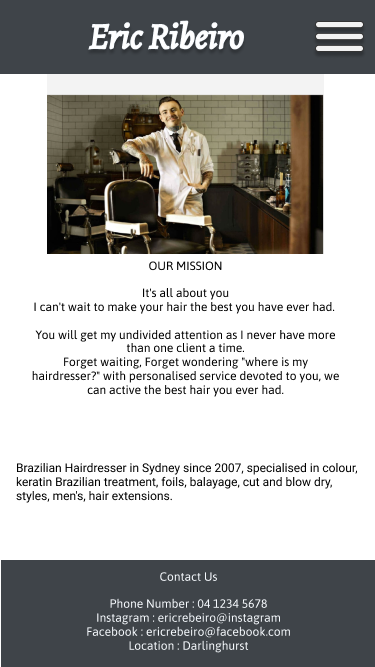 Eric Ribeiro
OUR MISSION
It's all about you
I can't wait to make your hair the best you have ever had.
You will get my undivided attention as I never have more
than one client a time.
Forget waiting, Forget wondering "where is my
hairdresser?" with personalised service devoted to you, we
can active the best hair you ever had.
Brazilian Hairdresser in Sydney since 2007, specialised in colour,
keratin Brazilian treatment, foils, balayage, cut and blow dry,
styles, men's, hair extensions.
Contact Us
Phone Number : 04 1234 5678
Instagram : ericrebeiro@instagram
Facebook : ericrebeiro@facebook.com
Location : Darlinghurst